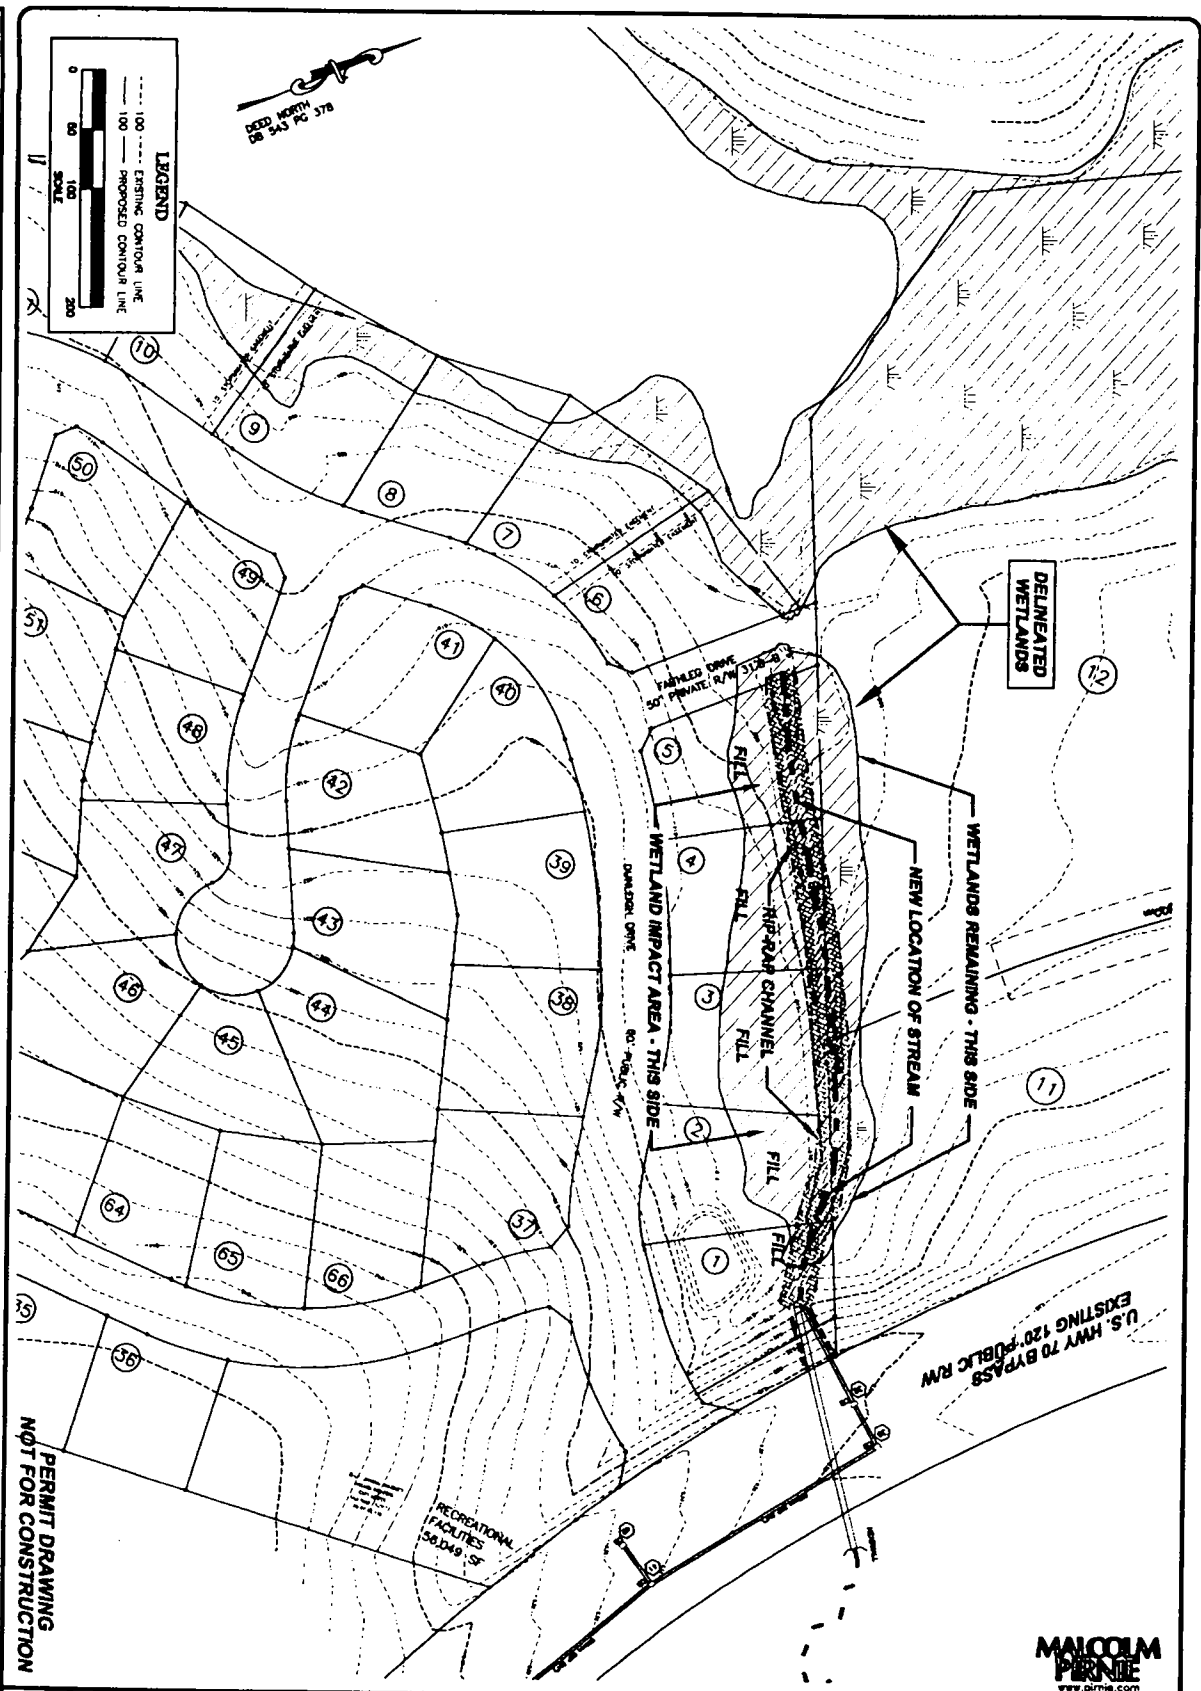 DEED NORTH
DB 543 PG 378
LEGEND
--- 100 --- EXISTING CONTOUR LINE
— 100 — PROPOSED CONTOUR LINE
0
100
200
SCALE
DELINEATED
WETLANDS
WETLANDS REMAINING - THIS SIDE
NEW LOCATION OF STREAM
RIP-RAP CHANNEL
WETLAND IMPACT AREA - THIS SIDE
FILL
FILL
FILL
FILL
FILL
50' PRIVATE R/W
DRIVE
PUBLIC R/W
U.S. HWY 70 BYPASS
EXISTING 120' PUBLIC R/W
RECREATIONAL
FACILITIES
56,049 SF
1
2
3
4
5
6
7
8
9
10
11
12
35
36
37
38
39
40
41
42
43
44
45
46
47
48
49
50
51
64
65
66
PERMIT DRAWING
NOT FOR CONSTRUCTION
MALCOLM
PIRNIE
www.pirnie.com